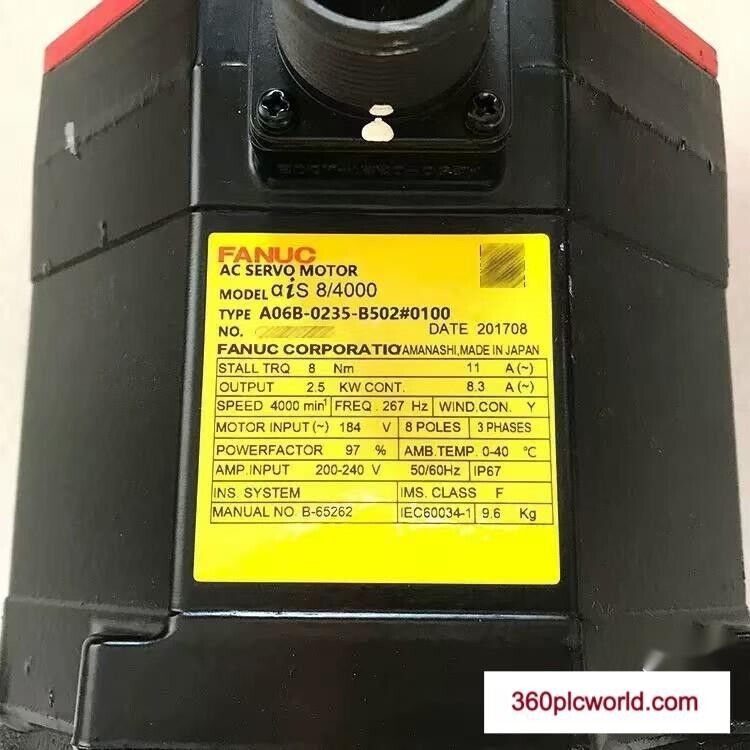 FANUC
AC SERVO MOTOR
MODEL αiS 8/4000
TYPE A06B-0235-B502#0100
NO. DATE 201708
FANUC CORPORATIO YAMANASHI, MADE IN JAPAN
STALL TRQ 8 Nm 11 A(~)
OUTPUT 2.5 KW CONT. 8.3 A(~)
SPEED 4000 min¹ FREQ. 267 Hz WIND.CON. Y
MOTOR INPUT(~) 184 V 8 POLES 3 PHASES
POWERFACTOR 97 % AMB.TEMP. 0-40 ℃
AMP.INPUT 200-240 V 50/60Hz IP67
INS SYSTEM IMS. CLASS F
MANUAL NO. B-65262 IEC60034-1 9.6 Kg
360plcworld.com